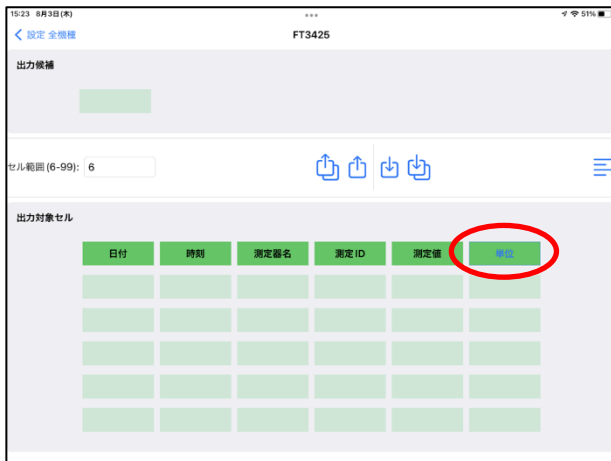 15:23 8月3日(木)
51%
設定 全機種
FT3425
出力候補
セル範囲(6-99): 6
出力対象セル
日付 時刻 測定器名 測定ID 測定値 単位